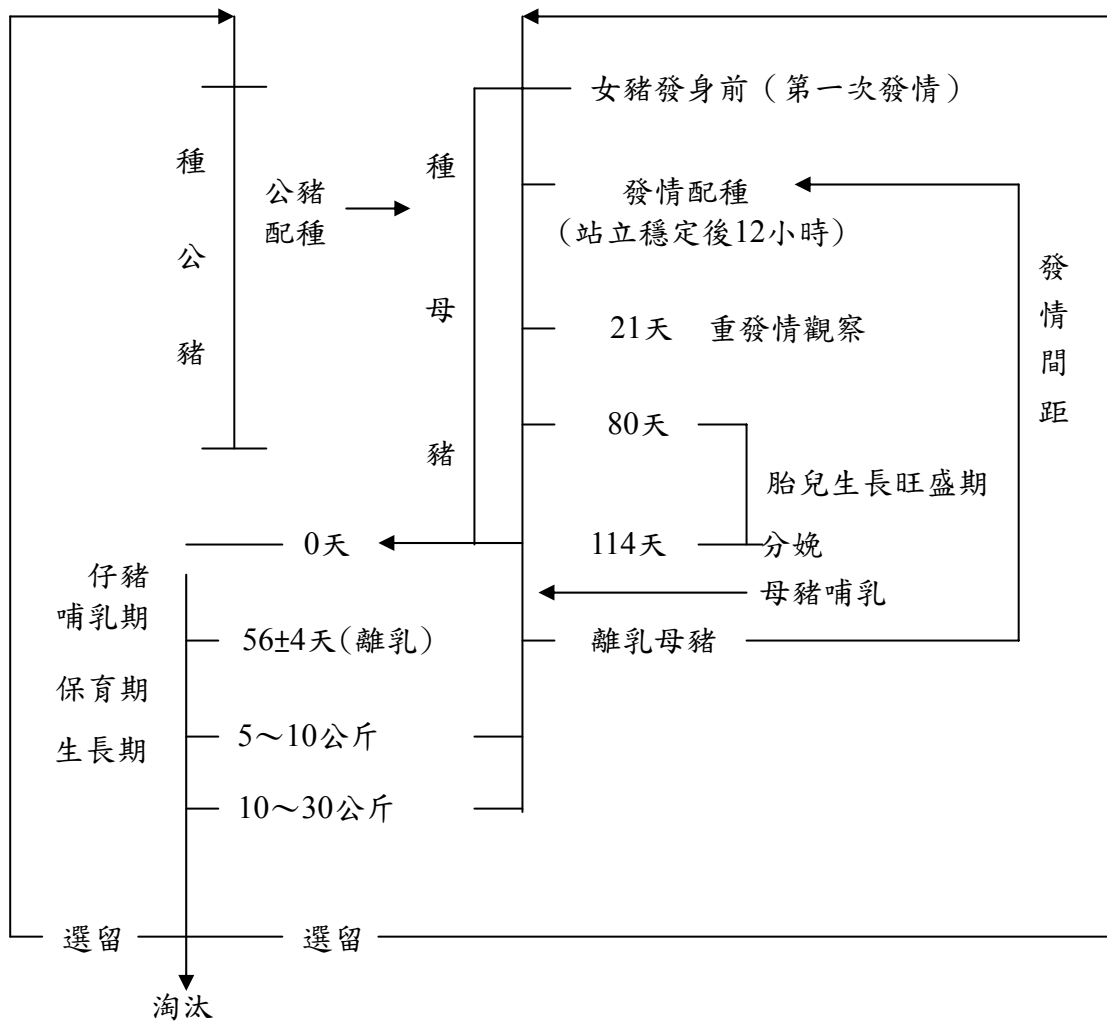 女豬發身前（第一次發情）
種公豬
公豬
配種
種母豬
發情配種
（站立穩定後12小時）
發情間距
21天 重發情觀察
80天
胎兒生長旺盛期
0天
114天
分娩
仔豬
哺乳期
母豬哺乳
56±4天(離乳）
離乳母豬
保育期
5～10公斤
生長期
10～30公斤
選留
選留
淘汰